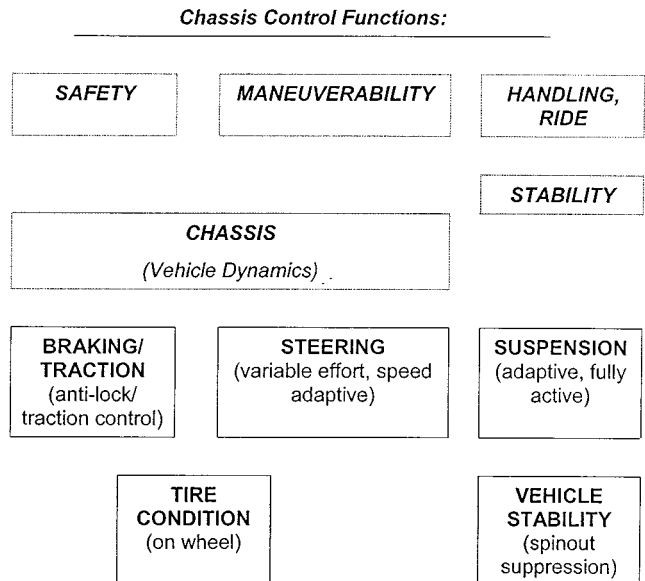 Chassis Control Functions:
SAFETY
MANEUVERABILITY
HANDLING,
RIDE
STABILITY
CHASSIS
(Vehicle Dynamics)
BRAKING/
TRACTION
(anti-lock/
traction control)
STEERING
(variable effort, speed
adaptive)
SUSPENSION
(adaptive, fully
active)
TIRE
CONDITION
(on wheel)
VEHICLE
STABILITY
(spinout
suppression)